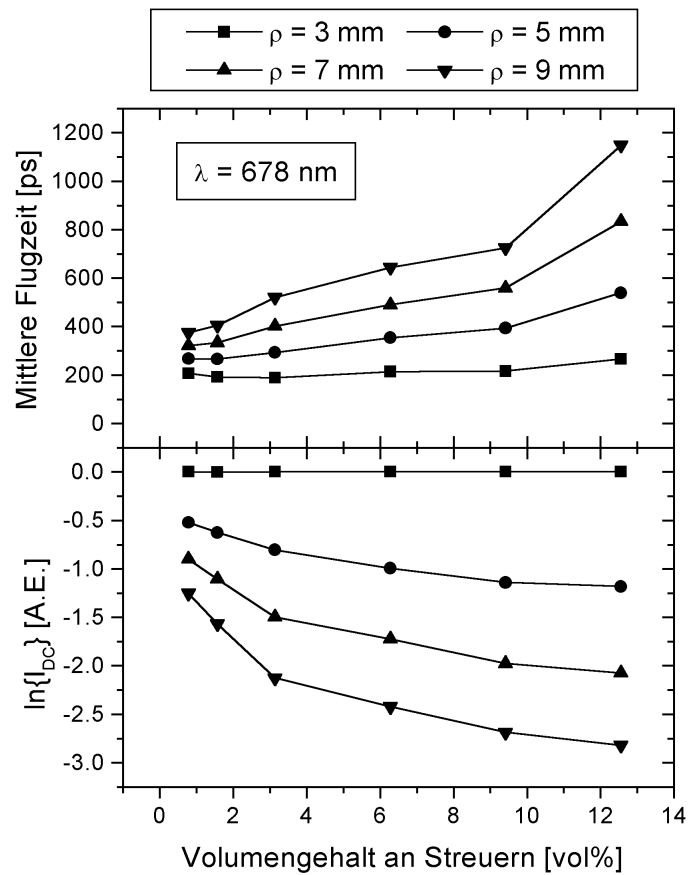 ρ = 3 mm ρ = 5 mm
ρ = 7 mm ρ = 9 mm
λ = 678 nm
Mittlere Flugzeit [ps]
1200
1000
800
600
400
200
0
ln{I_DC} [A.E.]
0.0
-0.5
-1.0
-1.5
-2.0
-2.5
-3.0
0 2 4 6 8 10 12 14
Volumengehalt an Streuern [vol%]